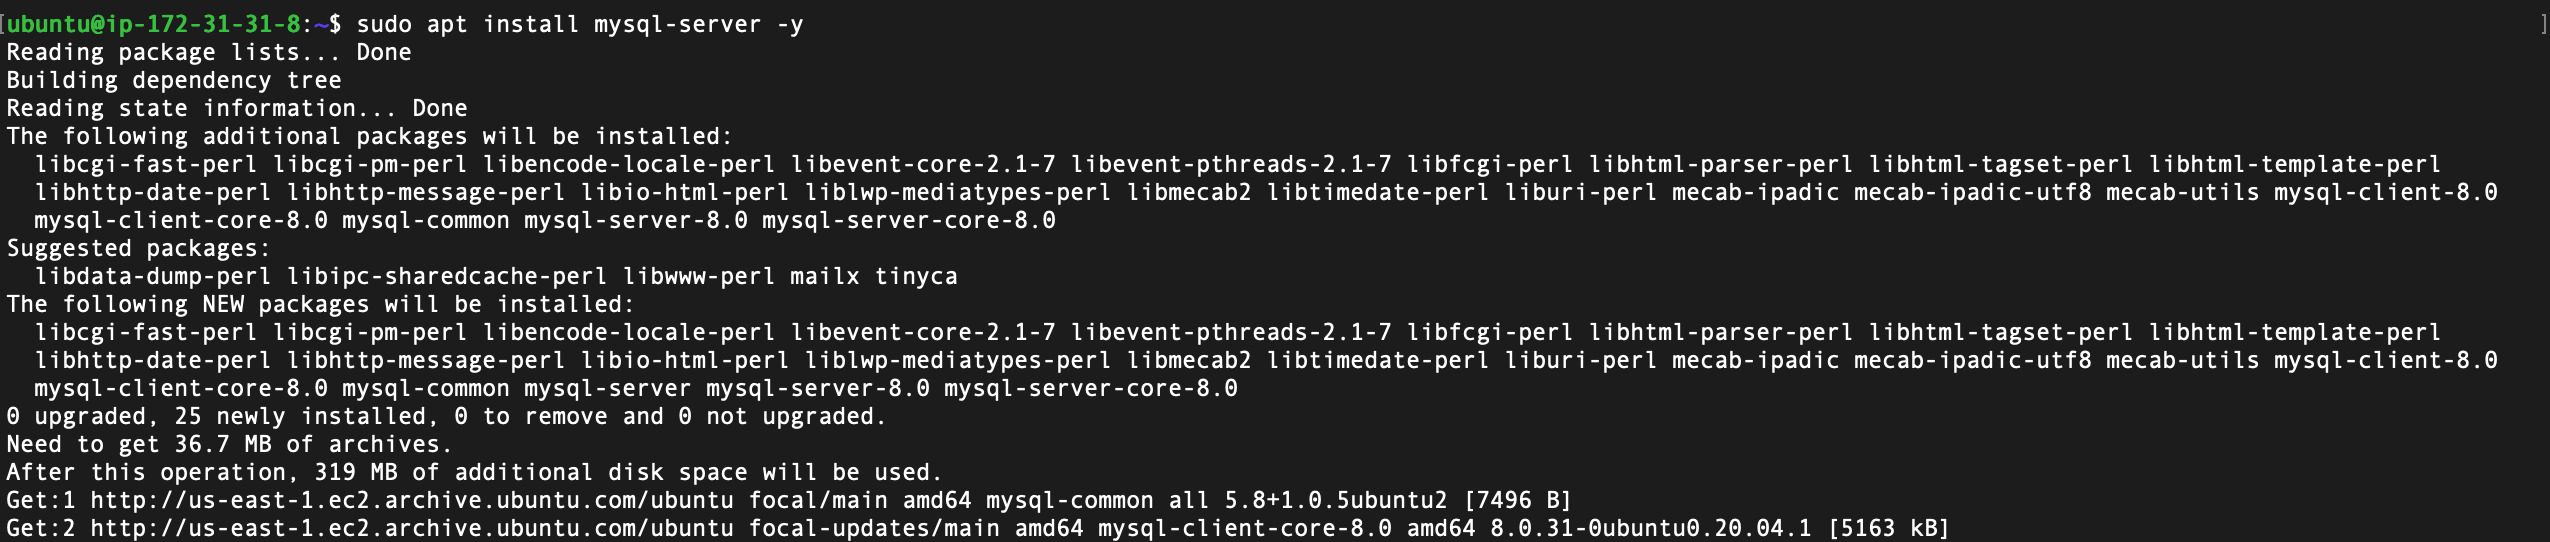 [ubuntu@ip-172-31-31-8:~$ sudo apt install mysql-server -y ]
Reading package lists... Done
Building dependency tree
Reading state information... Done
The following additional packages will be installed:
  libcgi-fast-perl libcgi-pm-perl libencode-locale-perl libevent-core-2.1-7 libevent-pthreads-2.1-7 libfcgi-perl libhtml-parser-perl libhtml-tagset-perl libhtml-template-perl
  libhttp-date-perl libhttp-message-perl libio-html-perl liblwp-mediatypes-perl libmecab2 libtimedate-perl liburi-perl mecab-ipadic mecab-ipadic-utf8 mecab-utils mysql-client-8.0
  mysql-client-core-8.0 mysql-common mysql-server-8.0 mysql-server-core-8.0
Suggested packages:
  libdata-dump-perl libipc-sharedcache-perl libwww-perl mailx tinyca
The following NEW packages will be installed:
  libcgi-fast-perl libcgi-pm-perl libencode-locale-perl libevent-core-2.1-7 libevent-pthreads-2.1-7 libfcgi-perl libhtml-parser-perl libhtml-tagset-perl libhtml-template-perl
  libhttp-date-perl libhttp-message-perl libio-html-perl liblwp-mediatypes-perl libmecab2 libtimedate-perl liburi-perl mecab-ipadic mecab-ipadic-utf8 mecab-utils mysql-client-8.0
  mysql-client-core-8.0 mysql-common mysql-server mysql-server-8.0 mysql-server-core-8.0
0 upgraded, 25 newly installed, 0 to remove and 0 not upgraded.
Need to get 36.7 MB of archives.
After this operation, 319 MB of additional disk space will be used.
Get:1 http://us-east-1.ec2.archive.ubuntu.com/ubuntu focal/main amd64 mysql-common all 5.8+1.0.5ubuntu2 [7496 B]
Get:2 http://us-east-1.ec2.archive.ubuntu.com/ubuntu focal-updates/main amd64 mysql-client-core-8.0 amd64 8.0.31-0ubuntu0.20.04.1 [5163 kB]